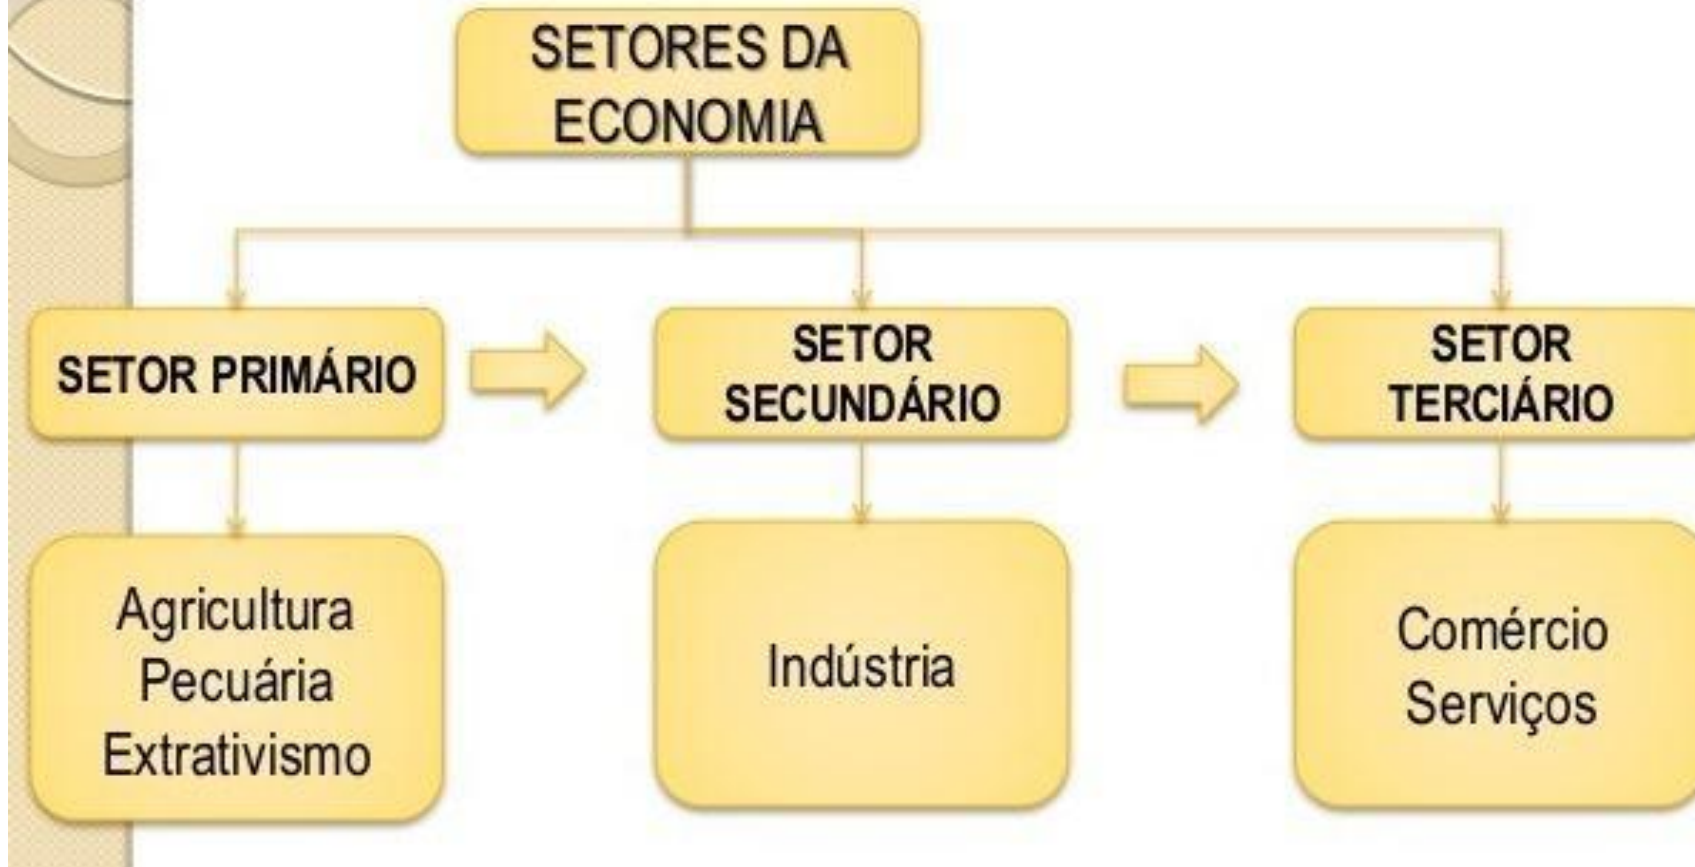 SETORES DA
ECONOMIA
SETOR PRIMÁRIO
SETOR
SECUNDÁRIO
SETOR
TERCIÁRIO
Agricultura
Pecuária
Extrativismo
Indústria
Comércio
Serviços